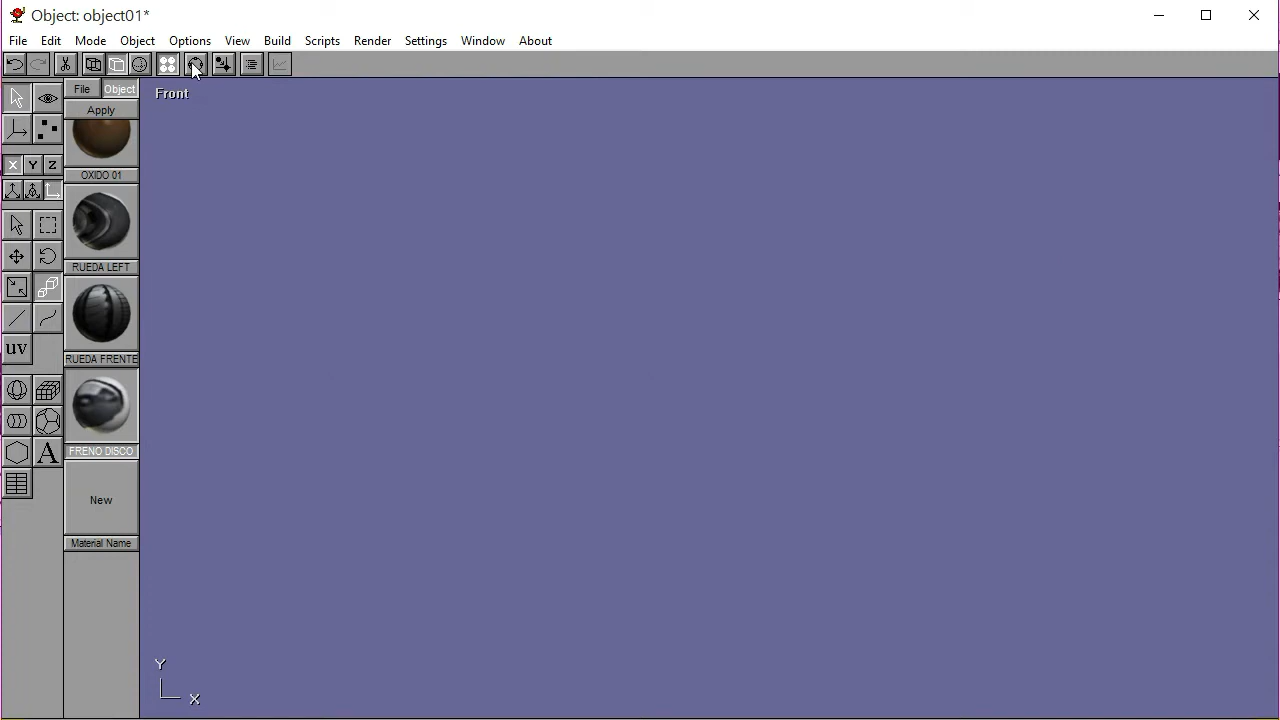 Object: object01*
File Edit Mode Object Options View Build Scripts Render Settings Window About
File Object
Apply
Front
OXIDO 01
X Y Z
RUEDA LEFT
RUEDA FRENTE
uv
FRENO DISCO
A
New
Material Name
Y
X